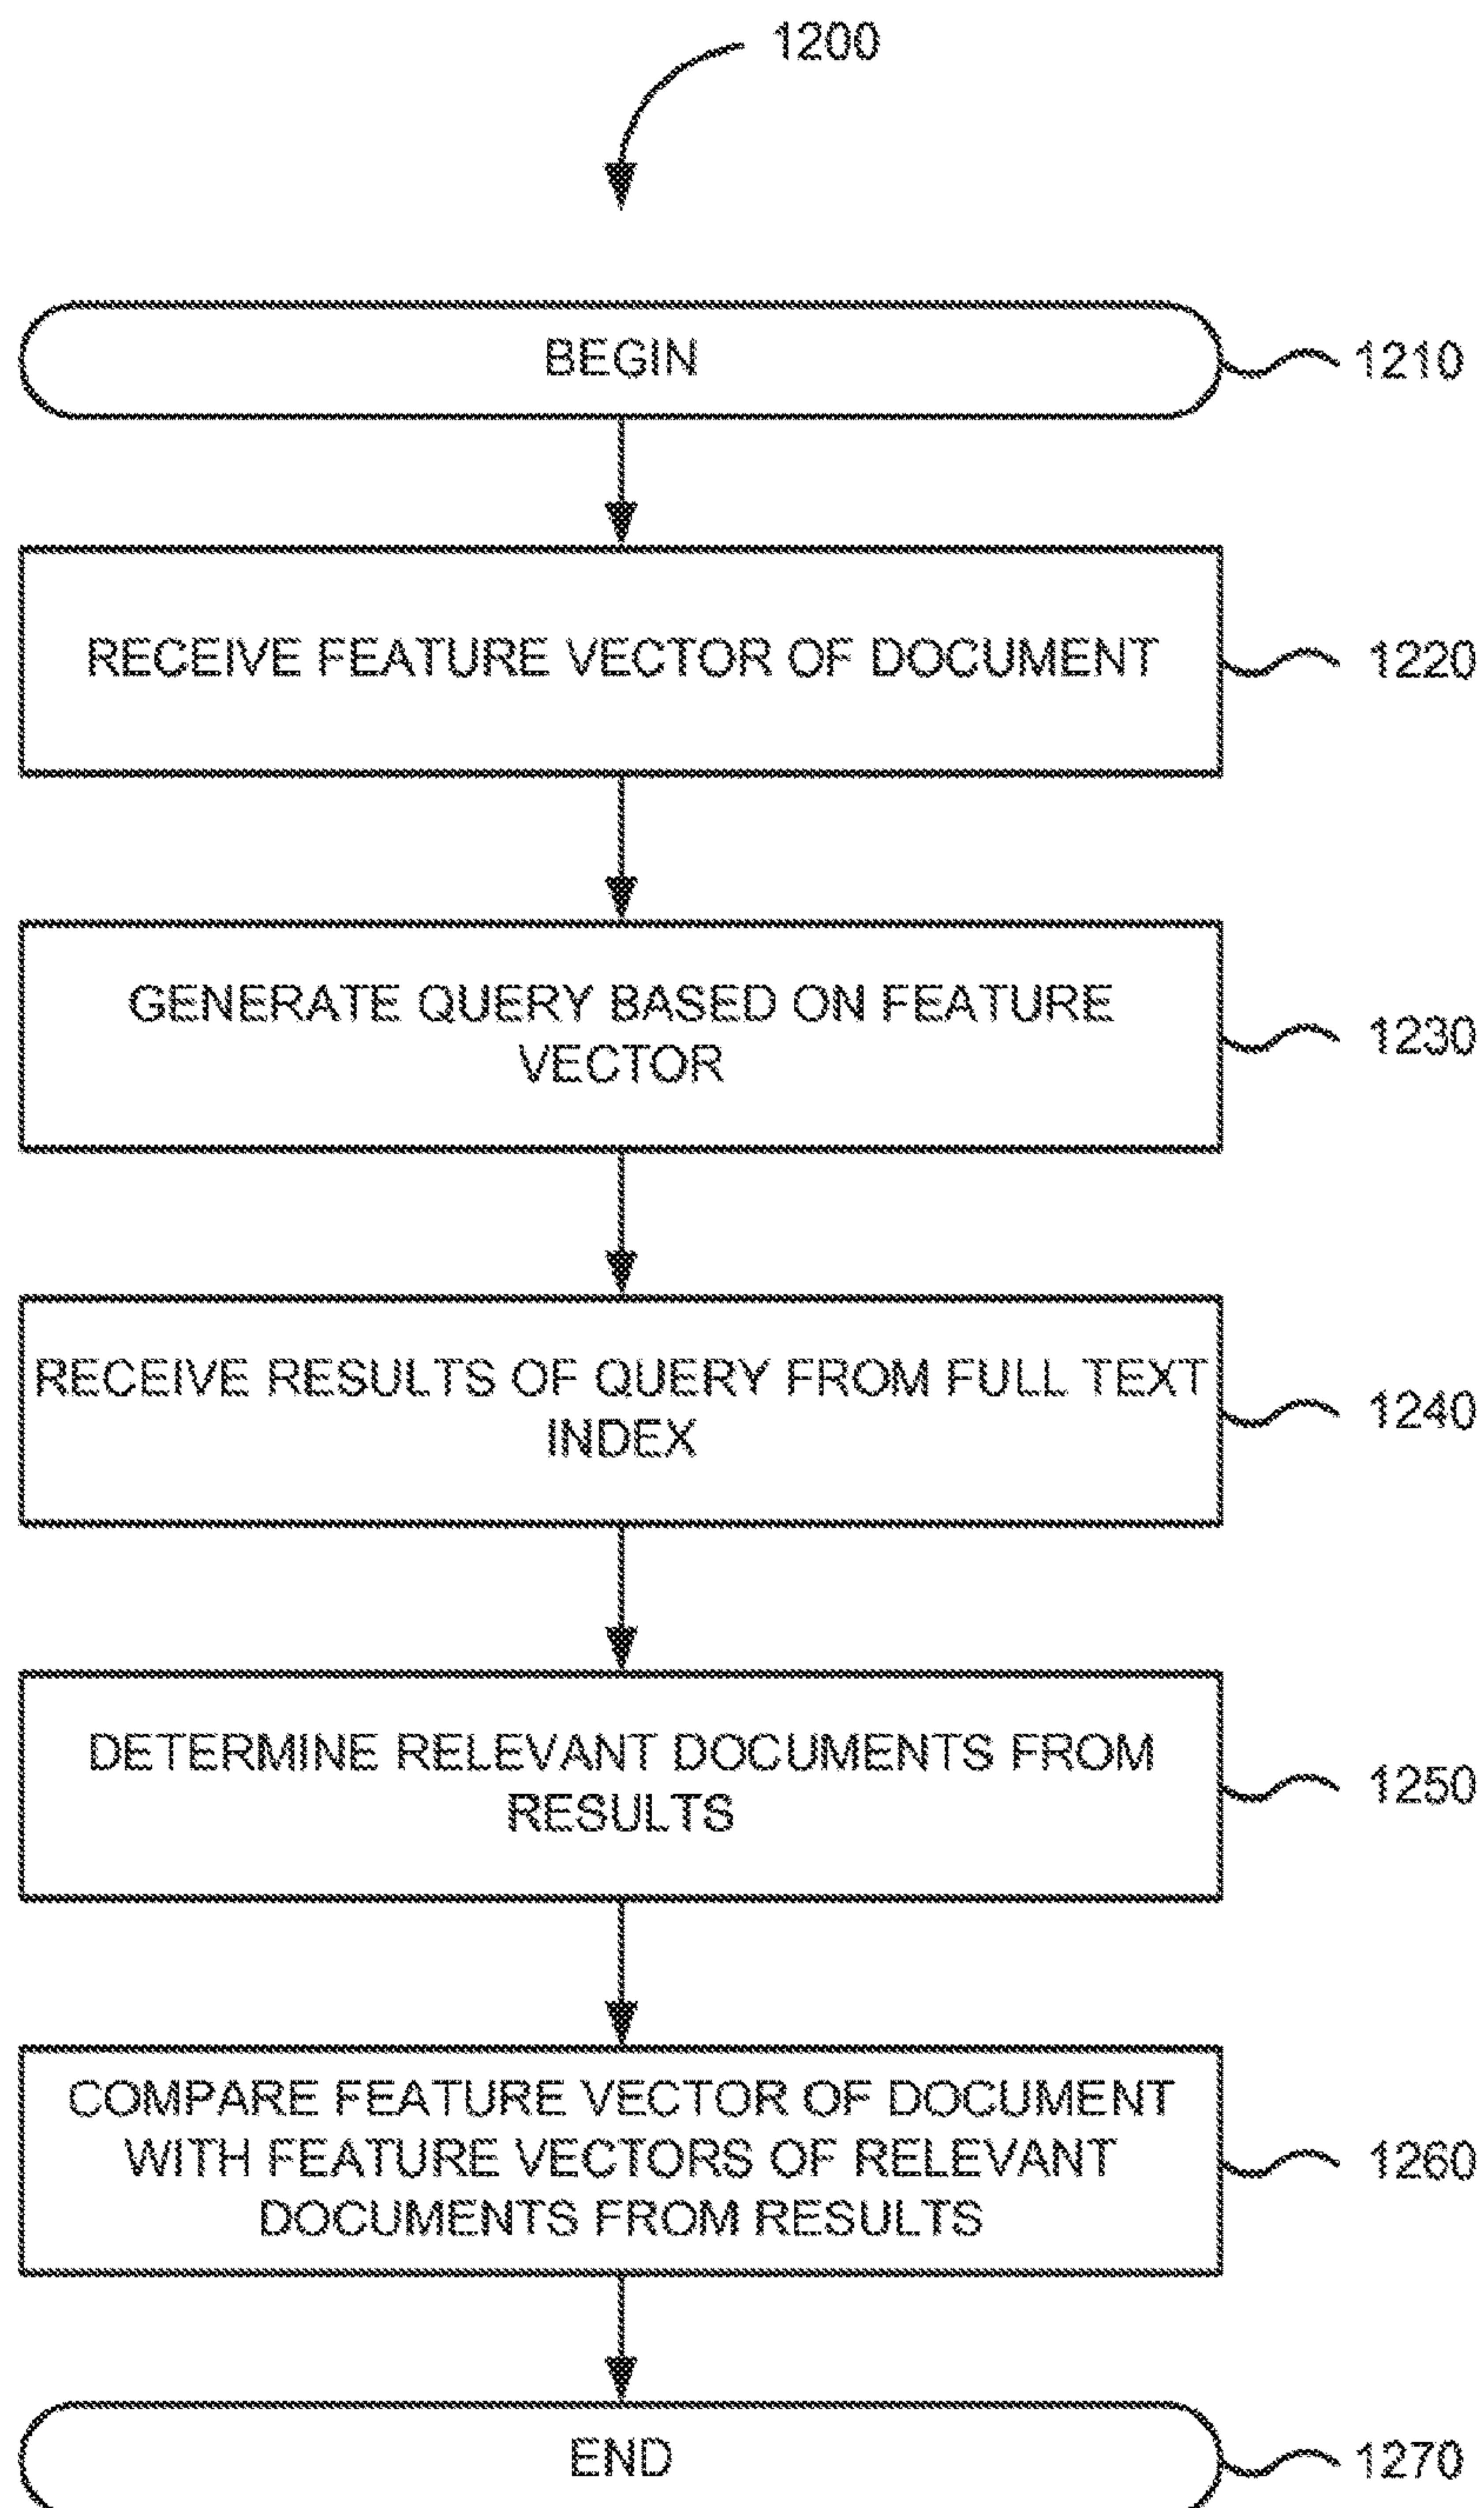 1200
BEGIN
1210
RECEIVE FEATURE VECTOR OF DOCUMENT
1220
GENERATE QUERY BASED ON FEATURE
VECTOR
1230
RECEIVE RESULTS OF QUERY FROM FULL TEXT
INDEX
1240
DETERMINE RELEVANT DOCUMENTS FROM
RESULTS
1250
COMPARE FEATURE VECTOR OF DOCUMENT
WITH FEATURE VECTORS OF RELEVANT
DOCUMENTS FROM RESULTS
1260
END
1270